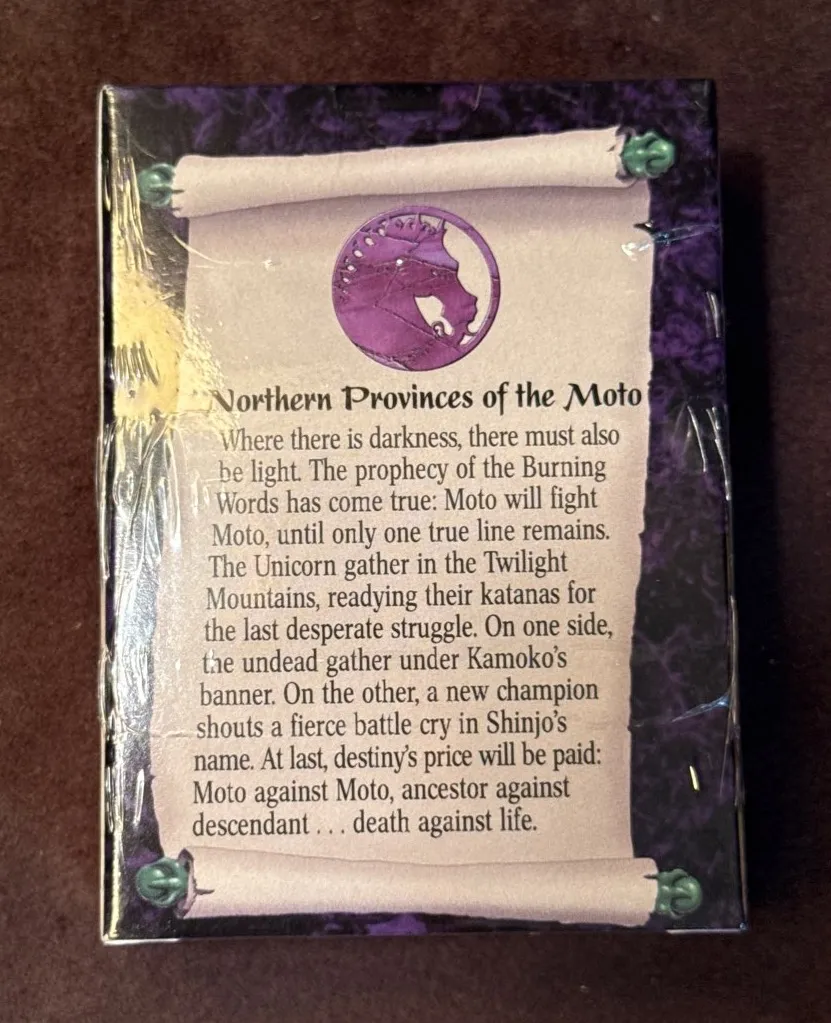 Northern Provinces of the Moto
Where there is darkness, there must also
be light. The prophecy of the Burning
Words has come true: Moto will fight
Moto, until only one true line remains.
The Unicorn gather in the Twilight
Mountains, readying their katanas for
the last desperate struggle. On one side,
the undead gather under Kamoko's
banner. On the other, a new champion
shouts a fierce battle cry in Shinjo's
name. At last, destiny's price will be paid:
Moto against Moto, ancestor against
descendant . . . death against life.